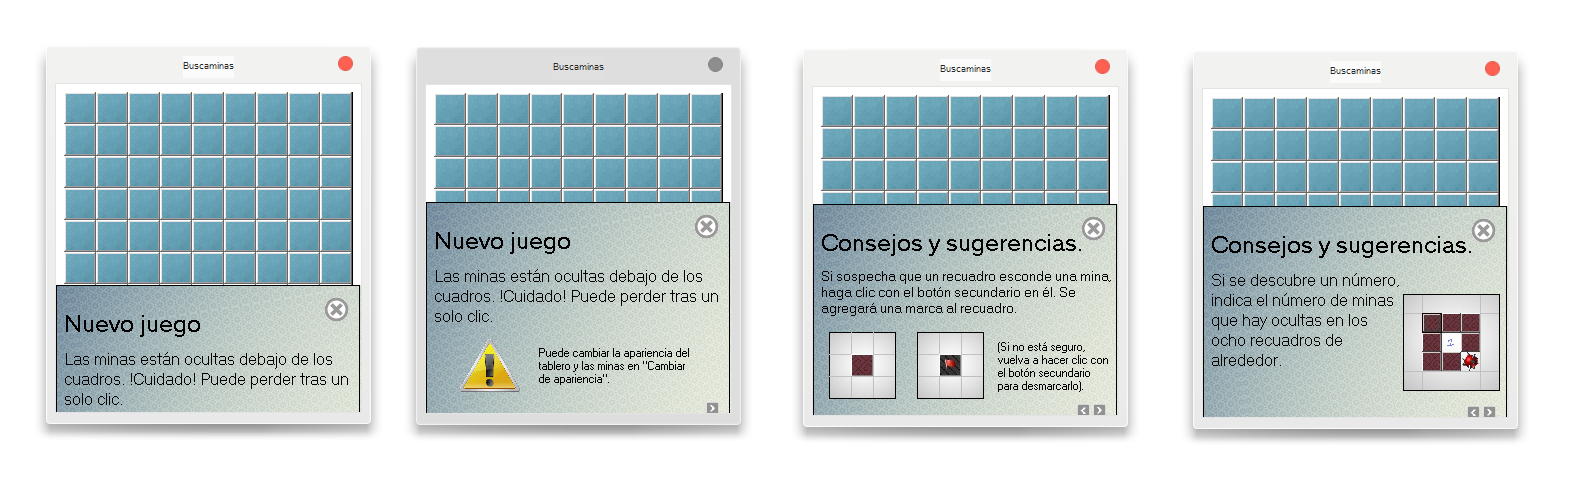 Buscaminas
Nuevo juego
Las minas están ocultas debajo de los
cuadros. !Cuidado! Puede perder tras un
solo clic.
Buscaminas
Nuevo juego
Las minas están ocultas debajo de los
cuadros. !Cuidado! Puede perder tras un
solo clic.
Puede cambiar la apariencia del
tablero y las minas en "Cambiar
de apariencia".
Buscaminas
Consejos y sugerencias.
Si sospecha que un recuadro esconde una mina,
haga clic con el botón secundario en él. Se
agregará una marca al recuadro.
(Si no está seguro,
vuelva a hacer clic con
el botón secundario
para desmarcarlo).
Buscaminas
Consejos y sugerencias.
Si se descubre un número,
indica el número de minas
que hay ocultas en los
ocho recuadros de
alrededor.
1